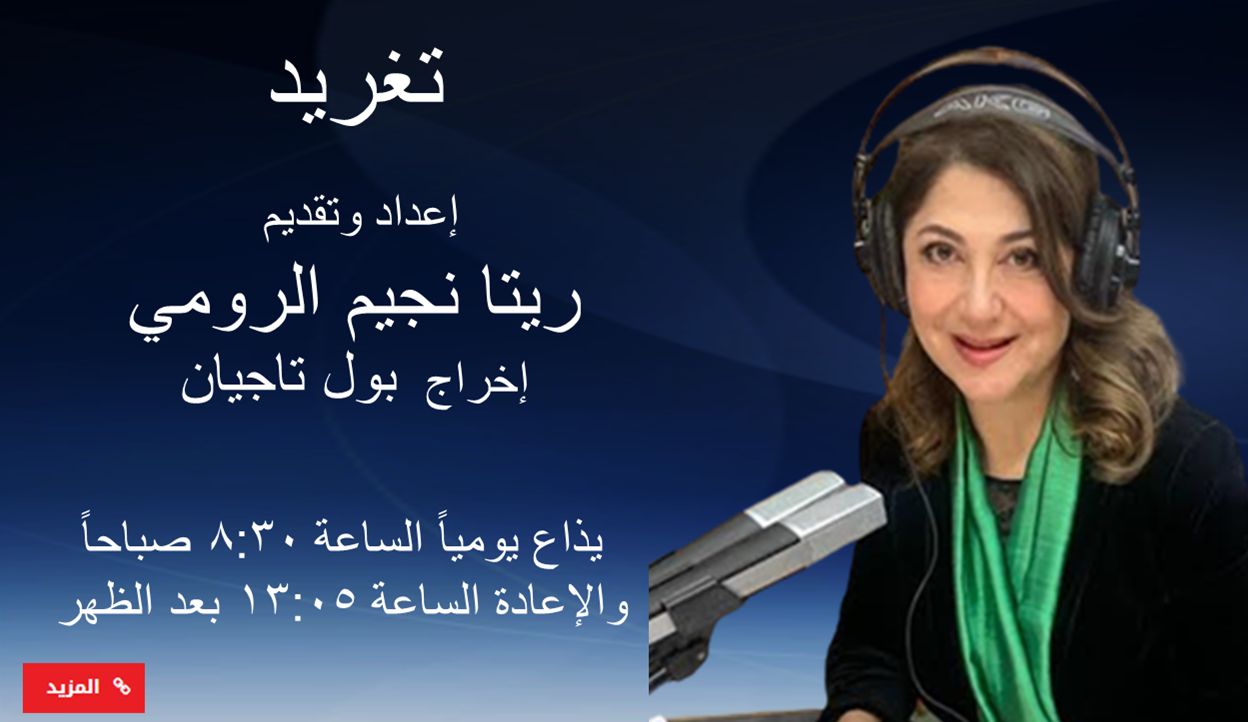 تغريد
إعداد وتقديم
ريتا نجيم الرومي
إخراج بول تاجيان
يذاع يومياً الساعة ٨:٣٠ صباحاً
والإعادة الساعة ١٣:٠٥ بعد الظهر
المزيد
AKG